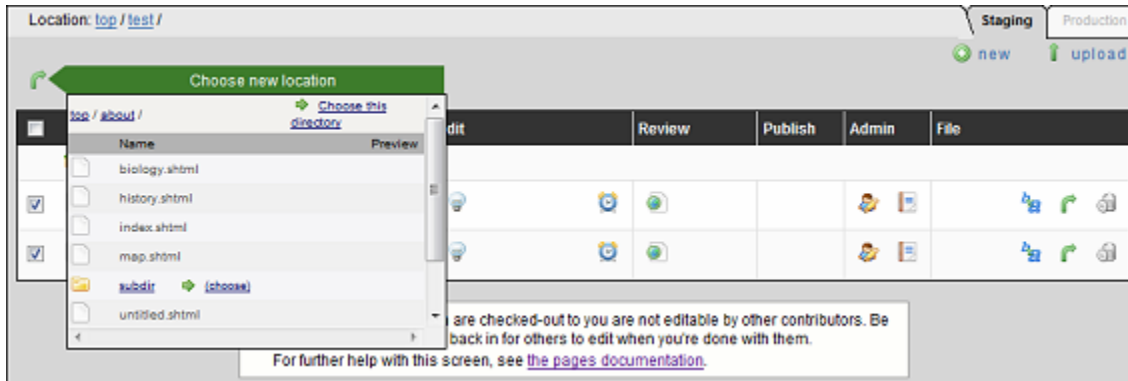 Location: top / test /
Staging
Production
new
upload
Choose new location
top / about /
Choose this
directory
dit
Review
Publish
Admin
File
Name
Preview
biology.shtml
history.shtml
index.shtml
map.shtml
subdir
(choose)
untitled.shtml
are checked-out to you are not editable by other contributors. Be
back in for others to edit when you're done with them.
For further help with this screen, see the pages documentation.